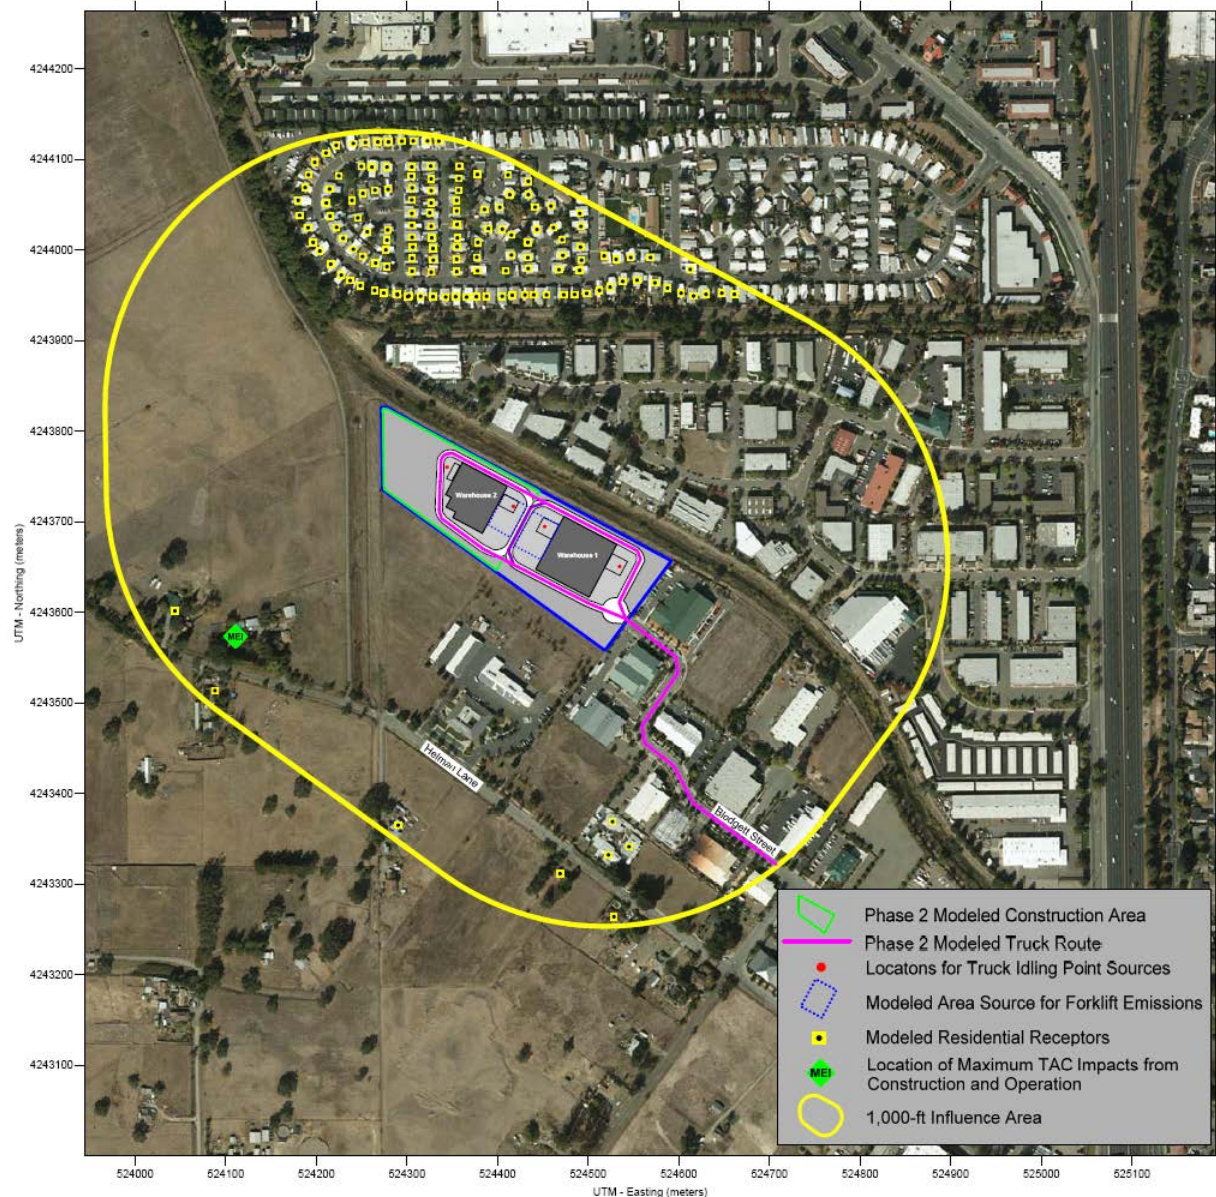 4244200
4244100
4244000
4243900
4243800
4243700
4243600
4243500
4243400
4243300
4243200
4243100
UTM - Northing (meters)
Warehouse 2
Warehouse 1
MEI
Helman Lane
Blodgett Street
Phase 2 Modeled Construction Area
Phase 2 Modeled Truck Route
Locatons for Truck Idling Point Sources
Modeled Area Source for Forklift Emissions
Modeled Residential Receptors
MEI
Location of Maximum TAC Impacts from
Construction and Operation
1,000-ft Influence Area
524000
524100
524200
524300
524400
524500
524600
524700
524800
524900
525000
525100
UTM - Easting (meters)